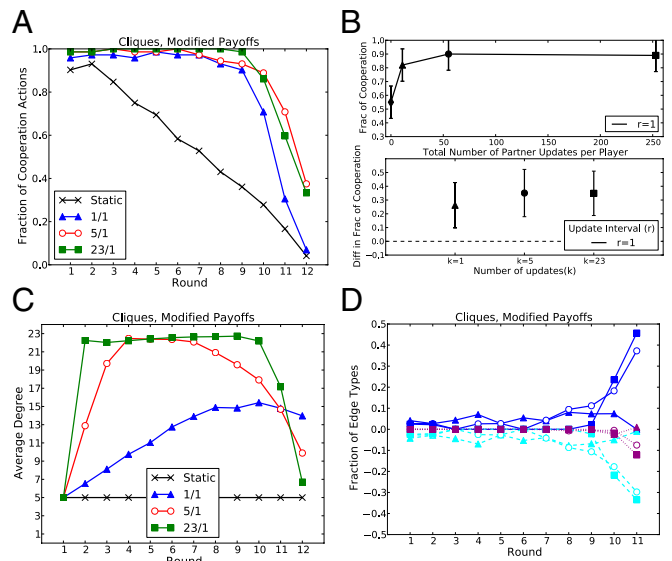 A
Cliques, Modified Payoffs
Fraction of Cooperation Actions
1.0
0.8
0.6
0.4
0.2
0.0
Static
1/1
5/1
23/1
1 2 3 4 5 6 7 8 9 10 11 12
Round
B
Frac of Cooperation
1.0
0.9
0.8
0.7
0.6
0.5
0.4
0.3
r=1
0 50 100 150 200 250
Total Number of Partner Updates per Player
Diff in Frac of Cooperation
0.7
0.6
0.5
0.4
0.3
0.2
0.1
0.0
−0.1
Update Interval (r)
r=1
k=1 k=5 k=23
Number of updates(k)
C
Cliques, Modified Payoffs
Average Degree
23
21
19
17
15
13
11
9
7
5
3
1
Static
1/1
5/1
23/1
1 2 3 4 5 6 7 8 9 10 11 12
Round
D
Cliques, Modified Payoffs
Fraction of Edge Types
0.5
0.4
0.3
0.2
0.1
0.0
−0.1
−0.2
−0.3
−0.4
−0.5
1 2 3 4 5 6 7 8 9 10 11
Round